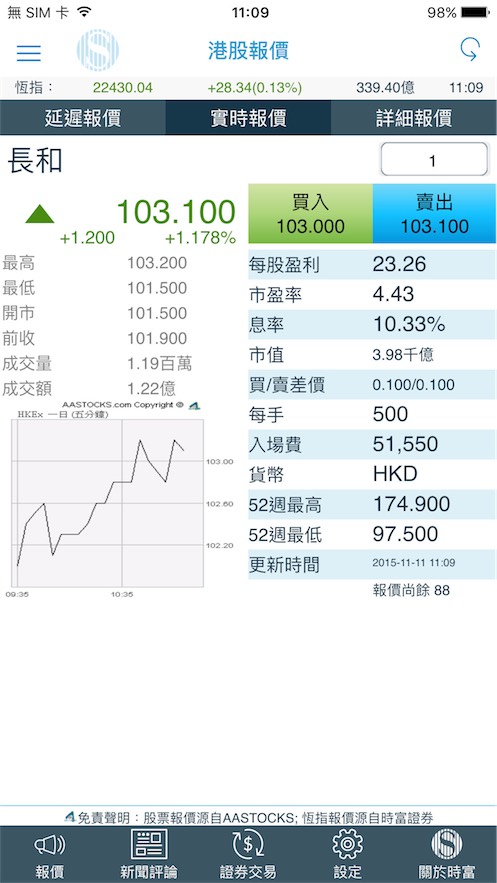 無 SIM 卡 11:09 98%
港股報價
恆指： 22430.04 +28.34(0.13%) 339.40億 11:09
延遲報價 實時報價 詳細報價
長和 1
103.100
+1.200 +1.178%
買入 賣出
103.000 103.100
最高 103.200
最低 101.500
開市 101.500
前收 101.900
成交量 1.19百萬
成交額 1.22億
每股盈利 23.26
市盈率 4.43
息率 10.33%
市值 3.98千億
買/賣差價 0.100/0.100
每手 500
入場費 51,550
貨幣 HKD
52週最高 174.900
52週最低 97.500
更新時間 2015-11-11 11:09
報價尚餘 88
AASTOCKS.com Copyright ©
HKEx 一日 (五分鐘)
103.00
102.60
102.20
09:35 10:35
免責聲明：股票報價源自AASTOCKS; 恆指報價源自時富證券
報價 新聞評論 證券交易 設定 關於時富